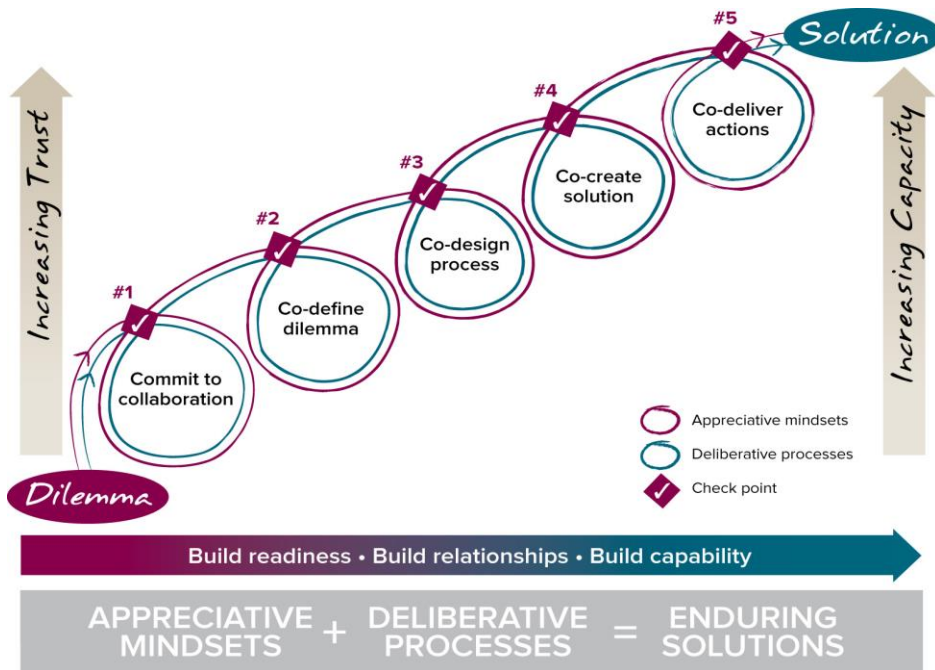 #5
Solution
#4
Co-deliver
actions
#3
Co-create
solution
#2
Co-design
process
#1
Co-define
dilemma
Commit to
collaboration
Increasing Trust
Increasing Capacity
Appreciative mindsets
Deliberative processes
Check point
Dilemma
Build readiness • Build relationships • Build capability
APPRECIATIVE
MINDSETS
+
DELIBERATIVE
PROCESSES
=
ENDURING
SOLUTIONS